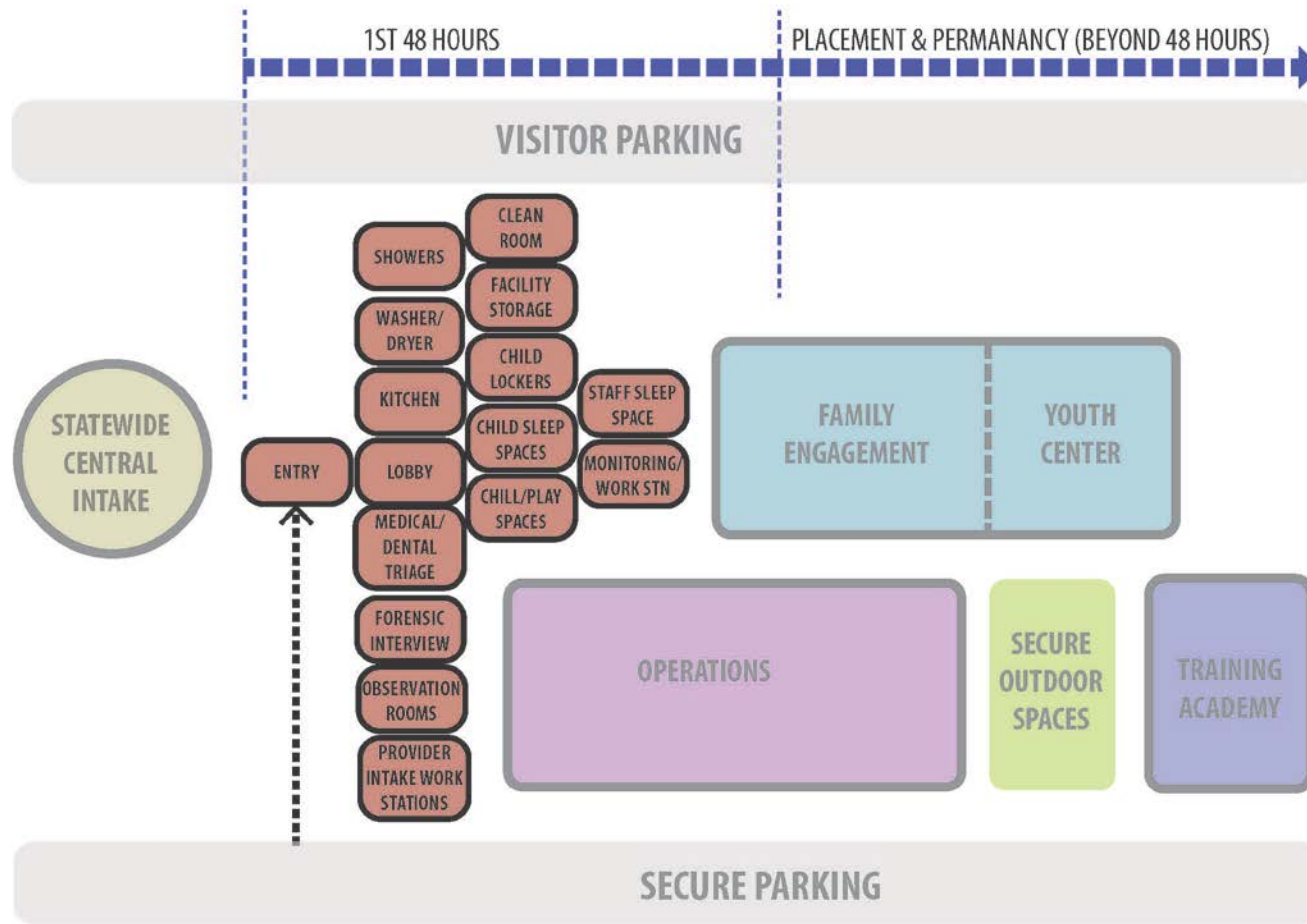 1ST 48 HOURS
PLACEMENT & PERMANANCY (BEYOND 48 HOURS)
VISITOR PARKING
STATEWIDE
CENTRAL
INTAKE
ENTRY
SHOWERS
WASHER/
DRYER
KITCHEN
LOBBY
MEDICAL/
DENTAL
TRIAGE
FORENSIC
INTERVIEW
OBSERVATION
ROOMS
PROVIDER
INTAKE WORK
STATIONS
CLEAN
ROOM
FACILITY
STORAGE
CHILD
LOCKERS
CHILD SLEEP
SPACES
CHILL/PLAY
SPACES
STAFF SLEEP
SPACE
MONITORING/
WORK STN
FAMILY
ENGAGEMENT
YOUTH
CENTER
OPERATIONS
SECURE
OUTDOOR
SPACES
TRAINING
ACADEMY
SECURE PARKING